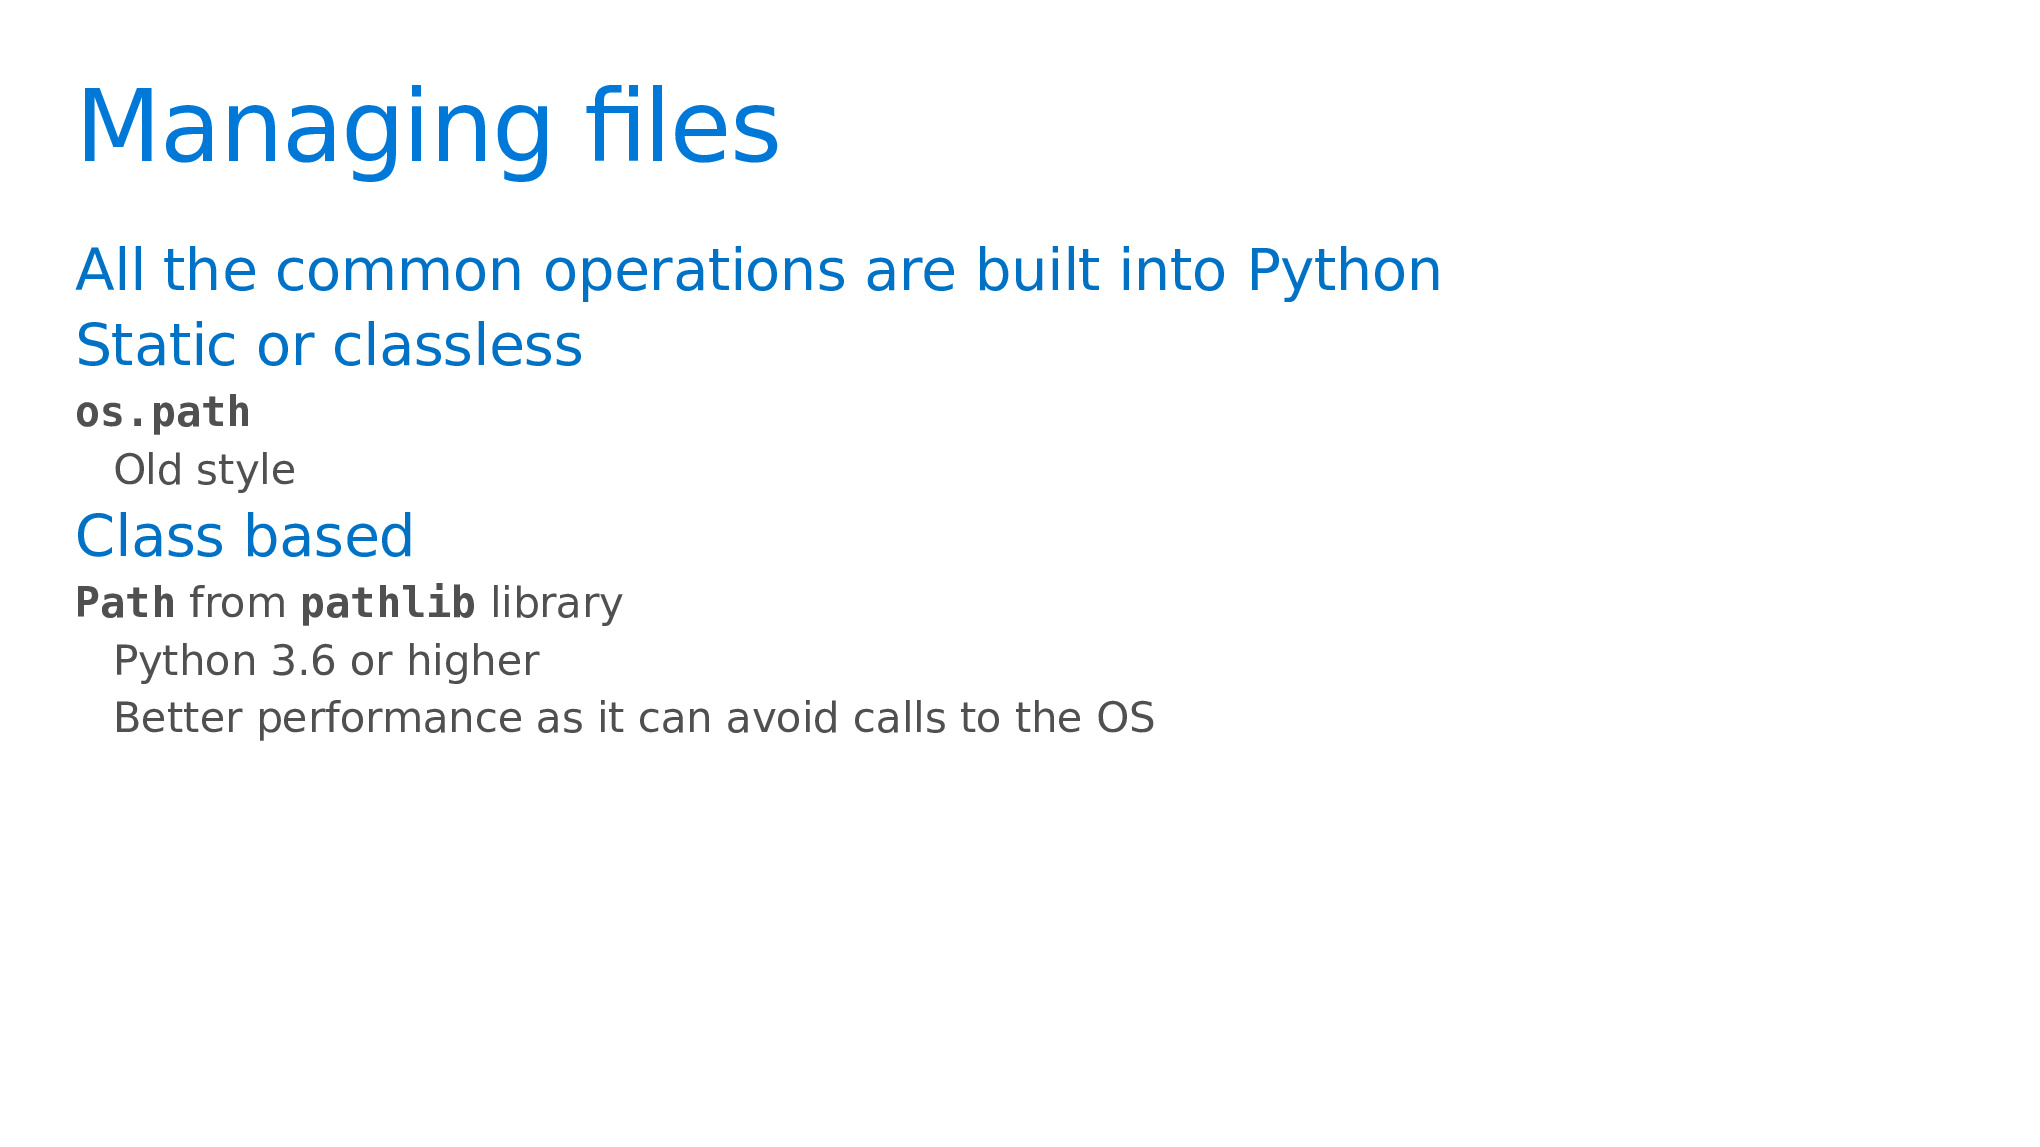 Managing files
All the common operations are built into Python
Static or classless
os.path
Old style
Class based
Path from pathlib library
Python 3.6 or higher
Better performance as it can avoid calls to the OS